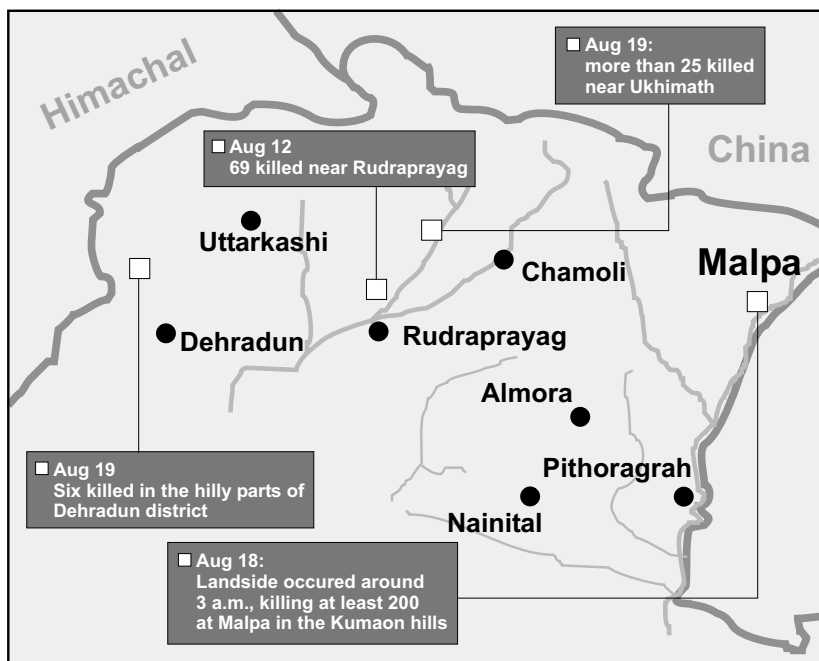 Himachal
Aug 19:
more than 25 killed
near Ukhimath
China
Aug 12
69 killed near Rudraprayag
Uttarkashi
Chamoli
Malpa
Dehradun
Rudraprayag
Almora
Aug 19
Six killed in the hilly parts of
Dehradun district
Pithoragrah
Nainital
Aug 18:
Landside occured around
3 a.m., killing at least 200
at Malpa in the Kumaon hills